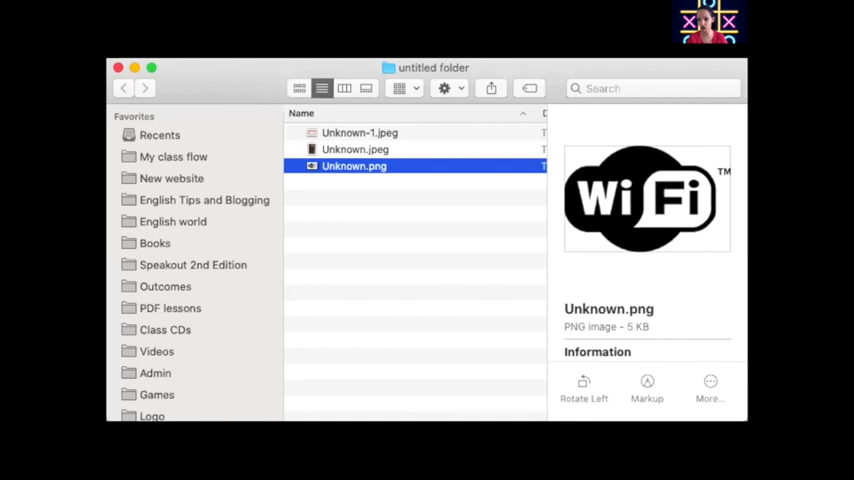 untitled folder
Search
Favorites
Recents
My class flow
New website
English Tips and Blogging
English world
Books
Speakout 2nd Edition
Outcomes
PDF lessons
Class CDs
Videos
Admin
Games
Logo
Name
D
Unknown-1.jpeg
T
Unknown.jpeg
T
Unknown.png
T
Wi Fi TM
Unknown.png
PNG image - 5 KB
Information
Rotate Left
Markup
More...